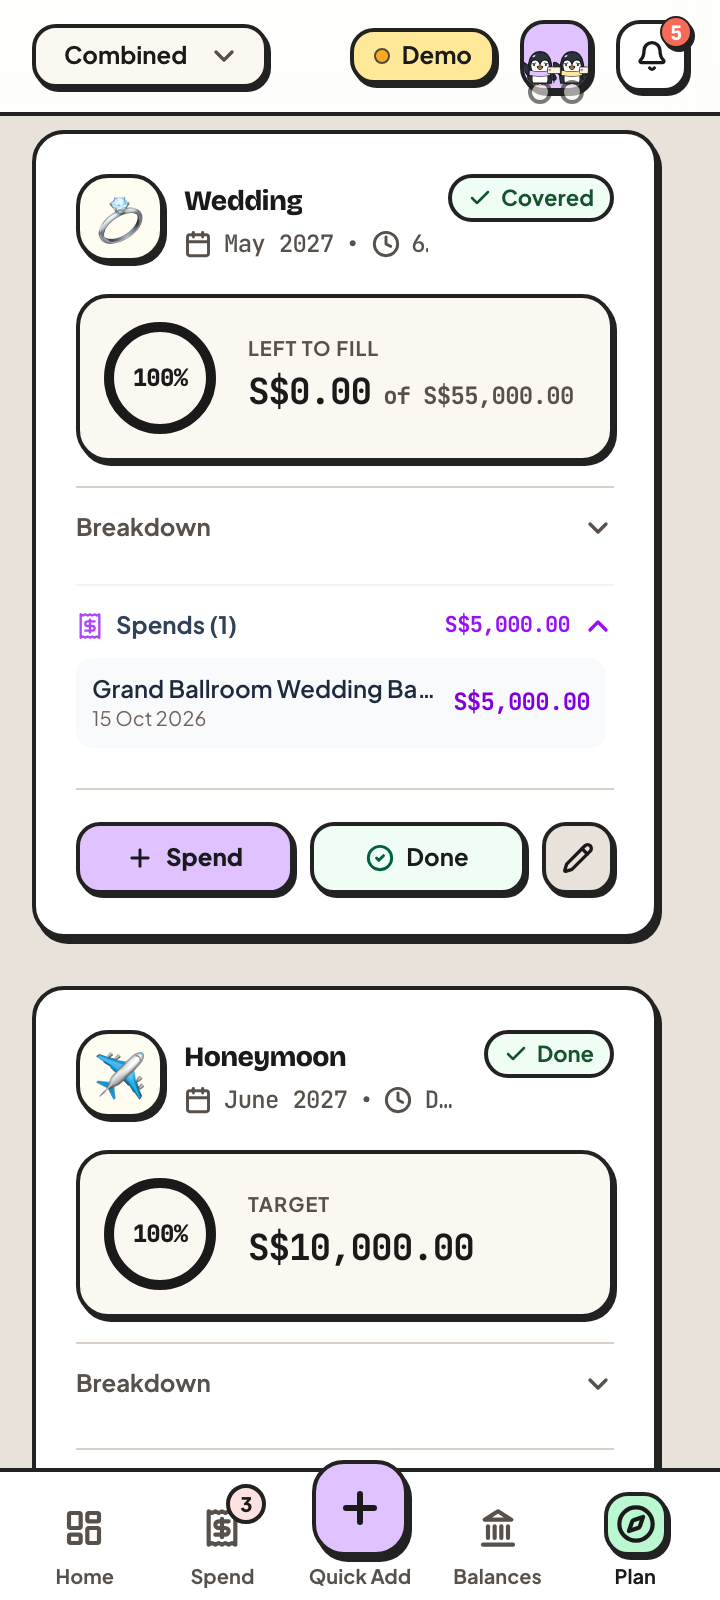 Combined
Demo
5
Wedding
Covered
May 2027 • 6.
100%
LEFT TO FILL
S$0.00 of S$55,000.00
Breakdown
Spends (1)
S$5,000.00
Grand Ballroom Wedding Ba...
S$5,000.00
15 Oct 2026
Spend
Done
Honeymoon
Done
June 2027 • D...
100%
TARGET
S$10,000.00
Breakdown
3
Home
Spend
Quick Add
Balances
Plan